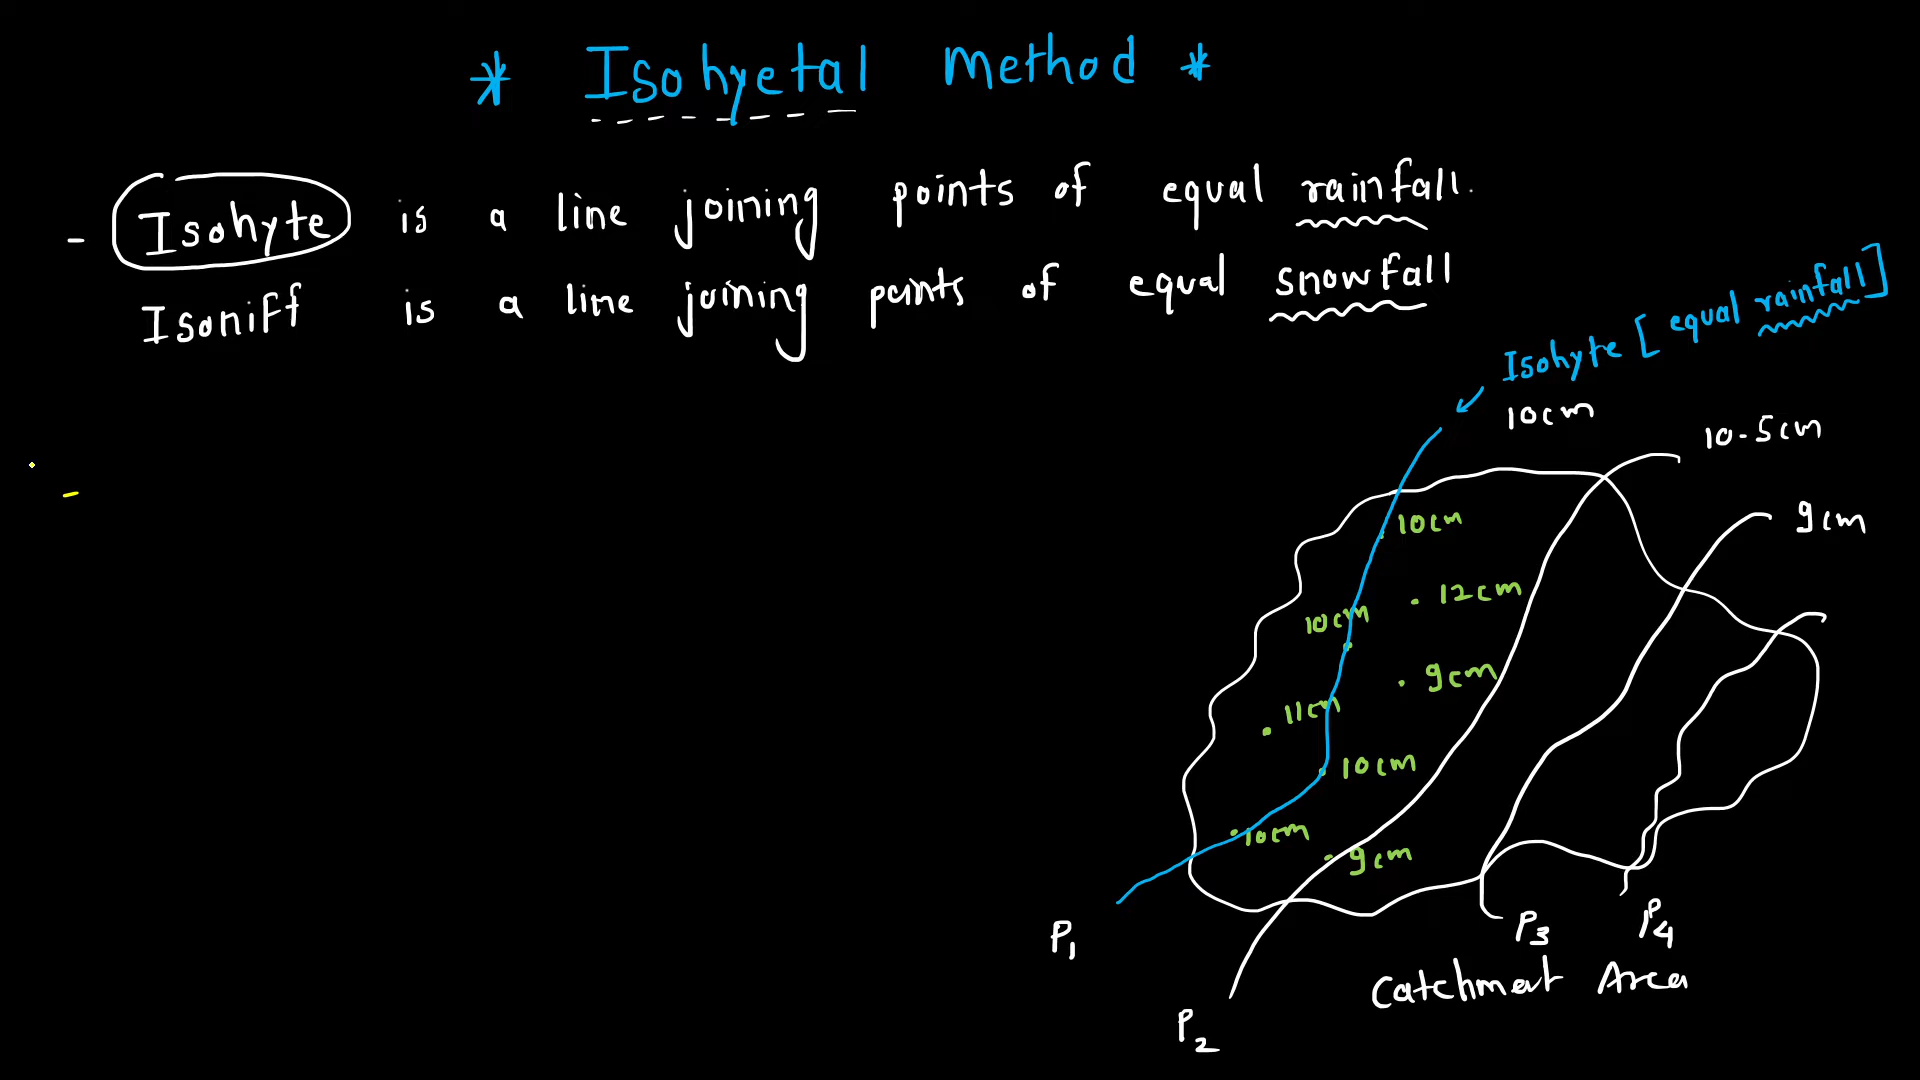 * Isohyetal Method *
- Isohyte is a line joining points of equal rainfall.
Isoniff is a line joining points of equal snowfall
Isohyte [equal rainfall]
10cm
10.5cm
9cm
10cm
12cm
10cm
9cm
11cm
10cm
10cm
9cm
P1
P2
P3
P4
Catchment Area